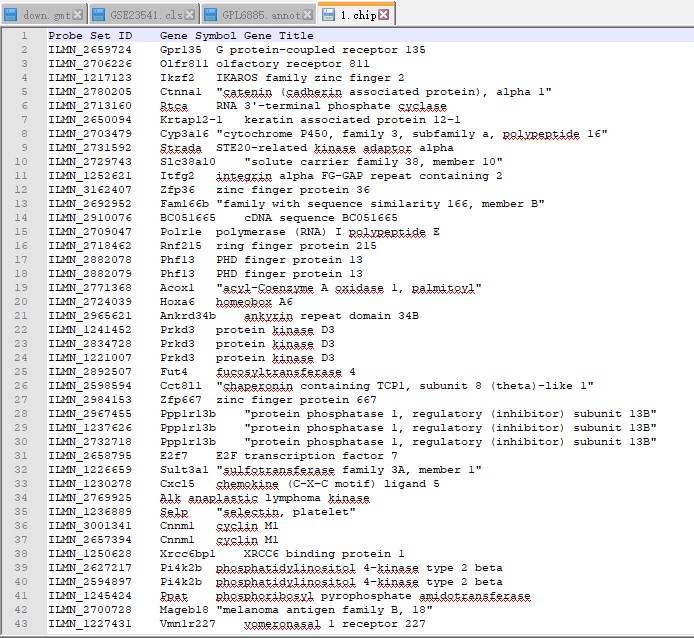 down.gmt GSE23541.cls GPL6885.annot 1.chip
1 Probe Set ID Gene Symbol Gene Title
2 ILMN_2659724 Gpr135 G protein-coupled receptor 135
3 ILMN_2706226 Olfr811 olfactory receptor 811
4 ILMN_1217123 Ikzf2 IKAROS family zinc finger 2
5 ILMN_2780205 Ctnna1 "catenin (cadherin associated protein), alpha 1"
6 ILMN_2713160 Rtca RNA 3'-terminal phosphate cyclase
7 ILMN_2650094 Krtap12-1 keratin associated protein 12-1
8 ILMN_2703479 Cyp3a16 "cytochrome P450, family 3, subfamily a, polypeptide 16"
9 ILMN_2731592 Strada STE20-related kinase adaptor alpha
10 ILMN_2729743 Slc38a10 "solute carrier family 38, member 10"
11 ILMN_1252621 Itfg2 integrin alpha FG-GAP repeat containing 2
12 ILMN_3162407 Zfp36 zinc finger protein 36
13 ILMN_2692952 Fam166b "family with sequence similarity 166, member B"
14 ILMN_2910076 BC051665 cDNA sequence BC051665
15 ILMN_2709047 Polr1e polymerase (RNA) I polypeptide E
16 ILMN_2718462 Rnf215 ring finger protein 215
17 ILMN_2882078 Phf13 PHD finger protein 13
18 ILMN_2882079 Phf13 PHD finger protein 13
19 ILMN_2771368 Acox1 "acyl-Coenzyme A oxidase 1, palmitoyl"
20 ILMN_2724039 Hoxa6 homeobox A6
21 ILMN_2965621 Ankrd34b ankyrin repeat domain 34B
22 ILMN_1241452 Prkd3 protein kinase D3
23 ILMN_2834728 Prkd3 protein kinase D3
24 ILMN_1221007 Prkd3 protein kinase D3
25 ILMN_2892507 Fut4 fucosyltransferase 4
26 ILMN_2598594 Cct8l1 "chaperonin containing TCP1, subunit 8 (theta)-like 1"
27 ILMN_2984153 Zfp667 zinc finger protein 667
28 ILMN_2967455 Ppp1r13b "protein phosphatase 1, regulatory (inhibitor) subunit 13B"
29 ILMN_1237626 Ppp1r13b "protein phosphatase 1, regulatory (inhibitor) subunit 13B"
30 ILMN_2732718 Ppp1r13b "protein phosphatase 1, regulatory (inhibitor) subunit 13B"
31 ILMN_2658795 E2f7 E2F transcription factor 7
32 ILMN_1226659 Sult3a1 "sulfotransferase family 3A, member 1"
33 ILMN_1230278 Cxcl5 chemokine (C-X-C motif) ligand 5
34 ILMN_2769925 Alk anaplastic lymphoma kinase
35 ILMN_1236889 Selp "selectin, platelet"
36 ILMN_3001341 Cnnm1 cyclin M1
37 ILMN_2657394 Cnnm1 cyclin M1
38 ILMN_1250628 Xrcc6bp1 XRCC6 binding protein 1
39 ILMN_2627217 Pi4k2b phosphatidylinositol 4-kinase type 2 beta
40 ILMN_2594897 Pi4k2b phosphatidylinositol 4-kinase type 2 beta
41 ILMN_1245424 Ppat phosphoribosyl pyrophosphate amidotransferase
42 ILMN_2700728 Mageb18 "melanoma antigen family B, 18"
43 ILMN_1227431 Vmn1r227 vomeronasal 1 receptor 227